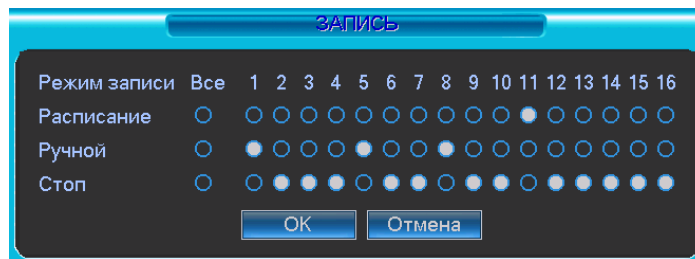 ЗАПИСЬ
Режим записи Все 1 2 3 4 5 6 7 8 9 10 11 12 13 14 15 16
Расписание
Ручной
Стоп
OK Отмена